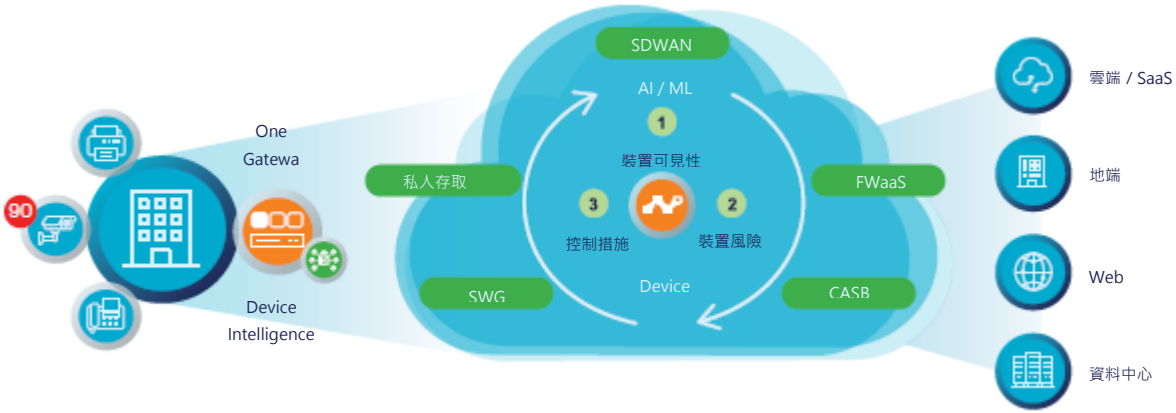 SDWAN
AI / ML
1
裝置可見性
私人存取
FWaaS
3
2
控制措施
裝置風險
SWG
Device
CASB
One
Gatewa
90
Device
Intelligence
雲端 / SaaS
地端
Web
資料中心